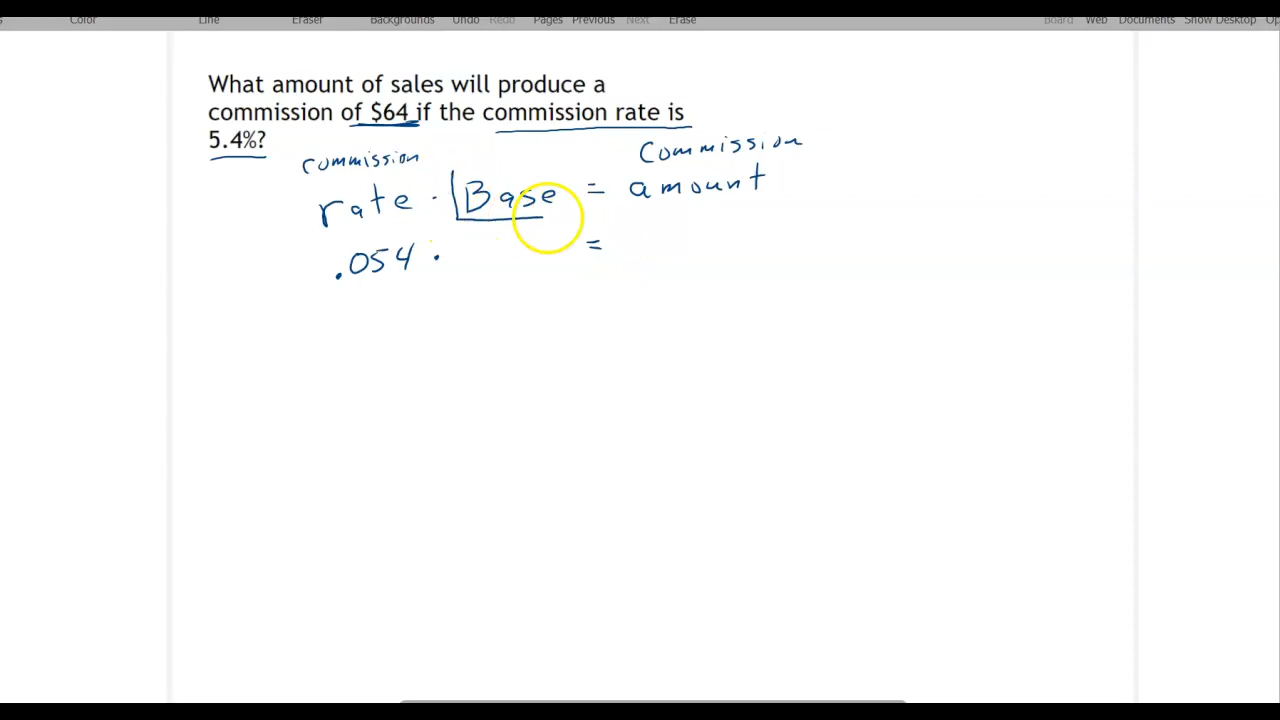 Color Line Eraser Backgrounds Undo Redo Pages Previous Next Erase Board Web Documents Show Desktop
What amount of sales will produce a
commission of $64 if the commission rate is
5.4%?
commission Commission
rate · Base = amount
.054 · =